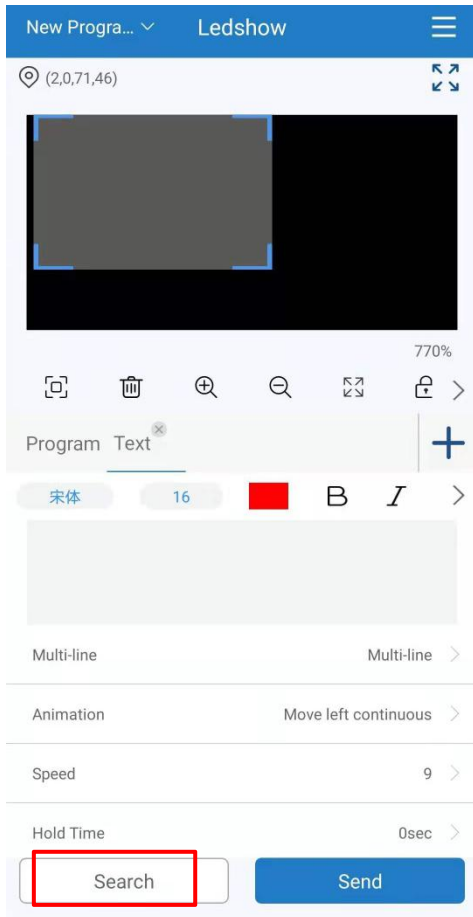 New Progra... Ledshow
(2,0,71,46)
770%
Program Text
宋体 16 B I
Multi-line Multi-line
Animation Move left continuous
Speed 9
Hold Time 0sec
Search Send